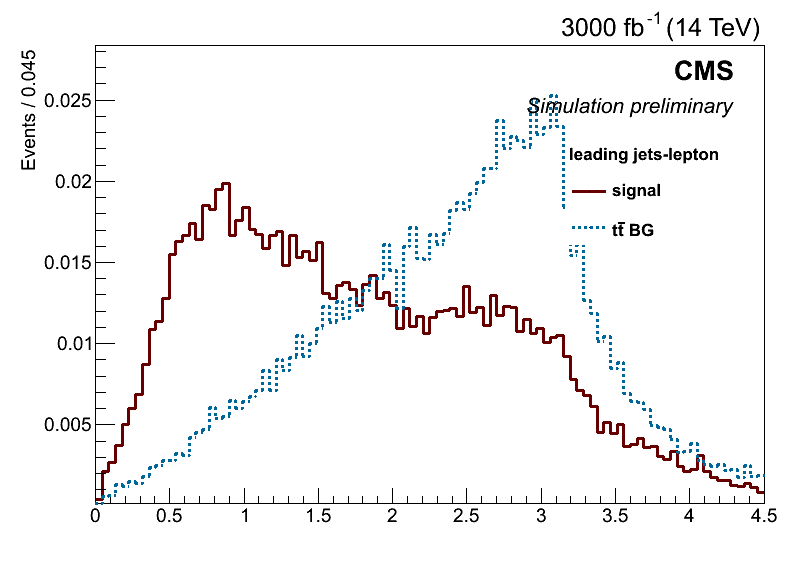 3000 fb-1 (14 TeV)
CMS
Simulation preliminary
leading jets-lepton
signal
tt̄ BG
Events / 0.045
0.025
0.02
0.015
0.01
0.005
0 0.5 1 1.5 2 2.5 3 3.5 4 4.5